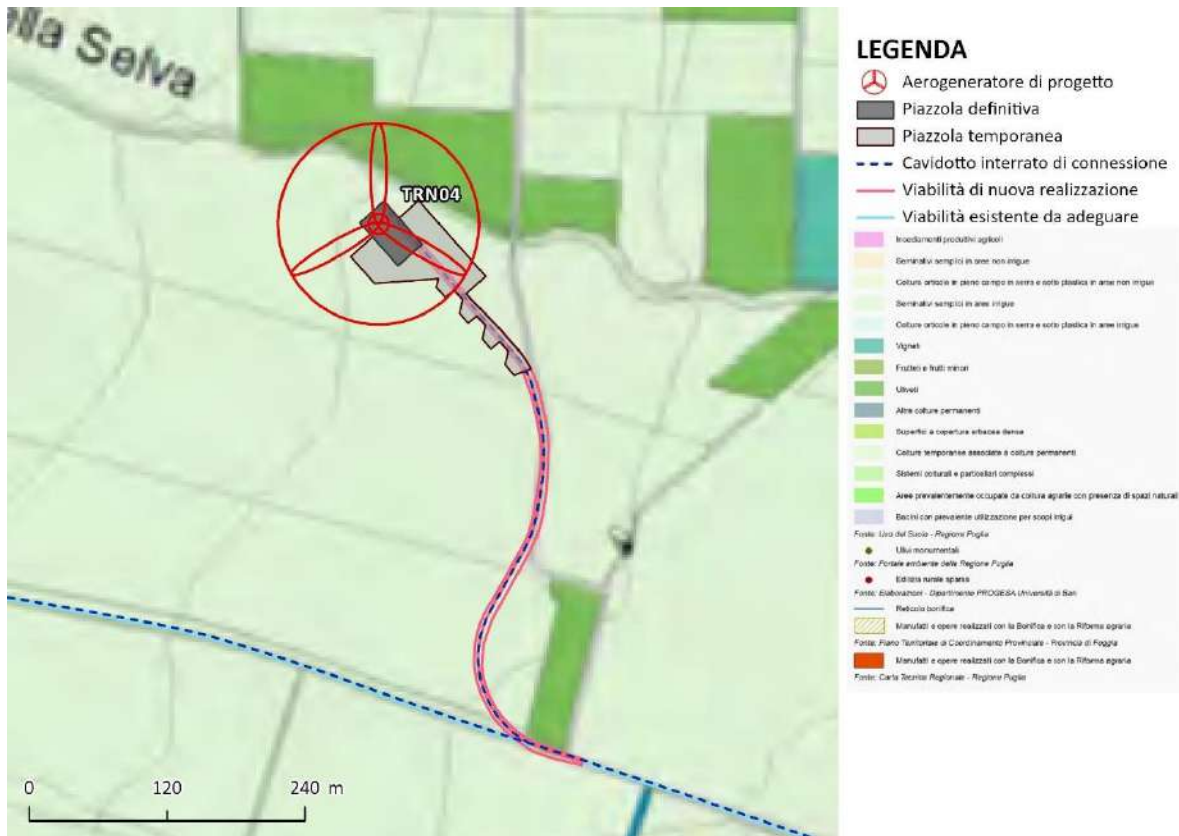 ella Selva
TRN04
0 120 240 m
LEGENDA
Aerogeneratore di progetto
Piazzola definitiva
Piazzola temporanea
Cavidotto interrato di connessione
Viabilità di nuova realizzazione
Viabilità esistente da adeguare
Insediamenti produttivi agricoli
Seminativi semplici in aree non irrigue
Colture orticole in pieno campo in serra e sotto plastica in aree non irrigue
Seminativi semplici in aree irrigue
Colture orticole in pieno campo in serra e sotto plastica in aree irrigue
Vigneti
Frutteti e frutti minori
Uliveti
Altre colture permanenti
Superfici a copertura erbacea densa
Colture temporanee associate a colture permanenti
Sistemi colturali e particellari complessi
Aree prevalentemente occupate da coltura agrarie con presenza di spazi naturali
Bacini con prevalente utilizzazione per scopi irrigui
Fonte: Uso del Suolo - Regione Puglia
Ulivi monumentali
Fonte: Portale ambiente della Regione Puglia
Edilizia rurale sparsa
Fonte: Elaborazioni - Dipartimento PROGESA Università di Bari
Reticolo bonifica
Manufatti e opere realizzati con la Bonifica e con la Riforma agraria
Fonte: Piano Territoriale di Coordinamento Provinciale - Provincia di Foggia
Manufatti e opere realizzati con la Bonifica e con la Riforma agraria
Fonte: Carta Tecnica Regionale - Regione Puglia